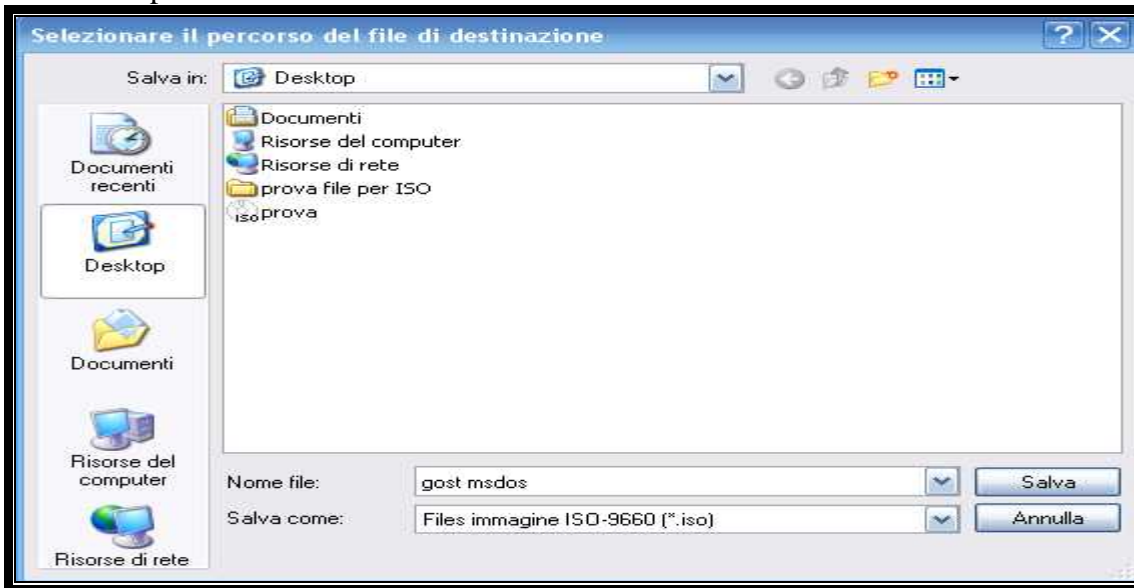 Selezionare il percorso del file di destinazione
Salva in: Desktop
Documenti
Risorse del computer
Risorse di rete
prova file per ISO
ISO prova
Documenti
recenti
Desktop
Documenti
Risorse del
computer
Risorse di rete
Nome file: gost msdos Salva
Salva come: Files immagine ISO-9660 (*.iso) Annulla